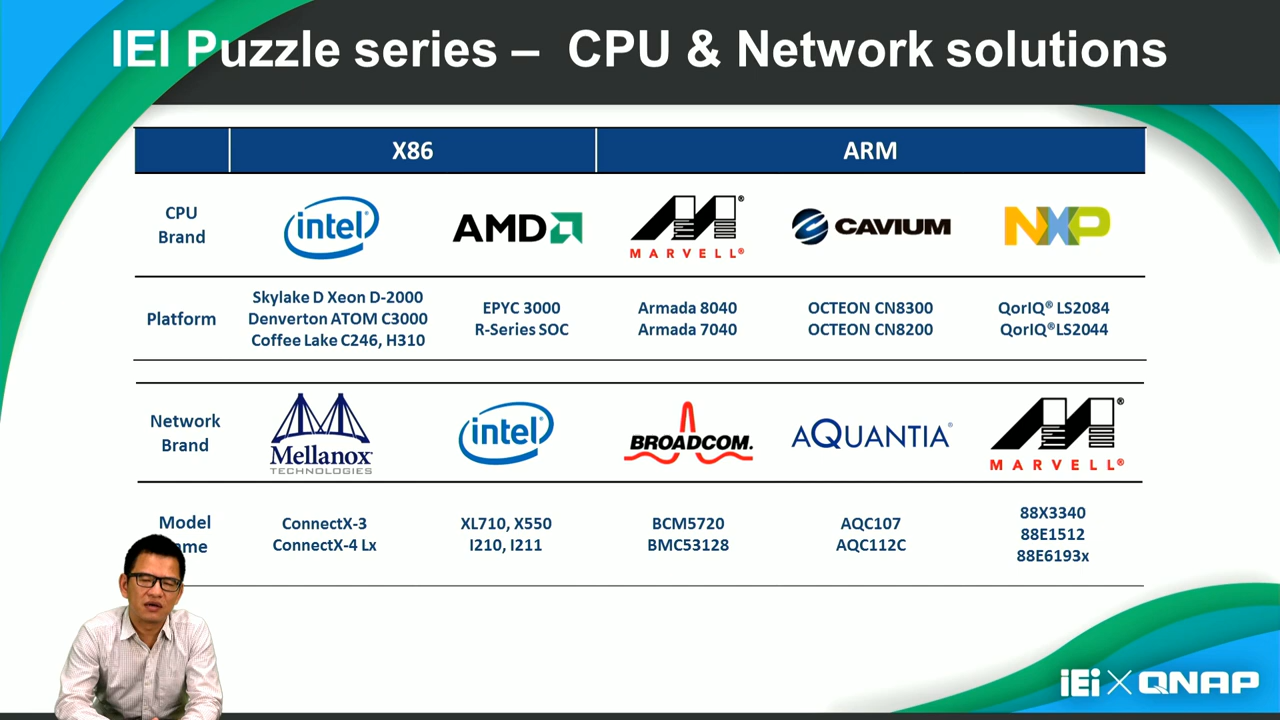 IEI Puzzle series – CPU & Network solutions
X86
ARM
CPU
Brand
intel®
AMD
MARVELL®
CAVIUM
NXP
Platform
Skylake D Xeon D-2000
Denverton ATOM C3000
Coffee Lake C246, H310
EPYC 3000
R-Series SOC
Armada 8040
Armada 7040
OCTEON CN8300
OCTEON CN8200
QorIQ® LS2084
QorIQ®LS2044
Network
Brand
Mellanox
TECHNOLOGIES
intel®
BROADCOM.
AQUANTIA®
MARVELL®
Model
ConnectX-3
ConnectX-4 Lx
XL710, X550
I210, I211
BCM5720
BMC53128
AQC107
AQC112C
88X3340
88E1512
88E6193x
iEi X QNAP